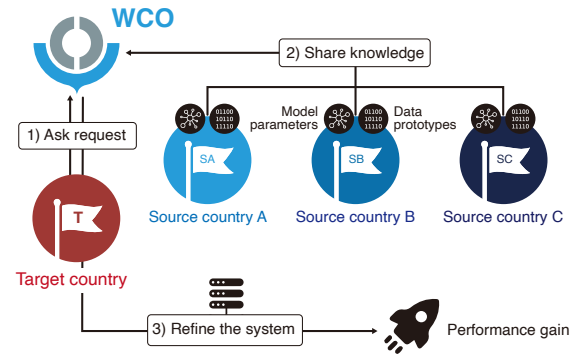 WCO
2) Share knowledge
1) Ask request
Model
parameters
Data
prototypes
01100
10110
11110
01100
10110
11110
01100
10110
11110
SA
SB
SC
T
Source country A
Source country B
Source country C
Target country
3) Refine the system
Performance gain